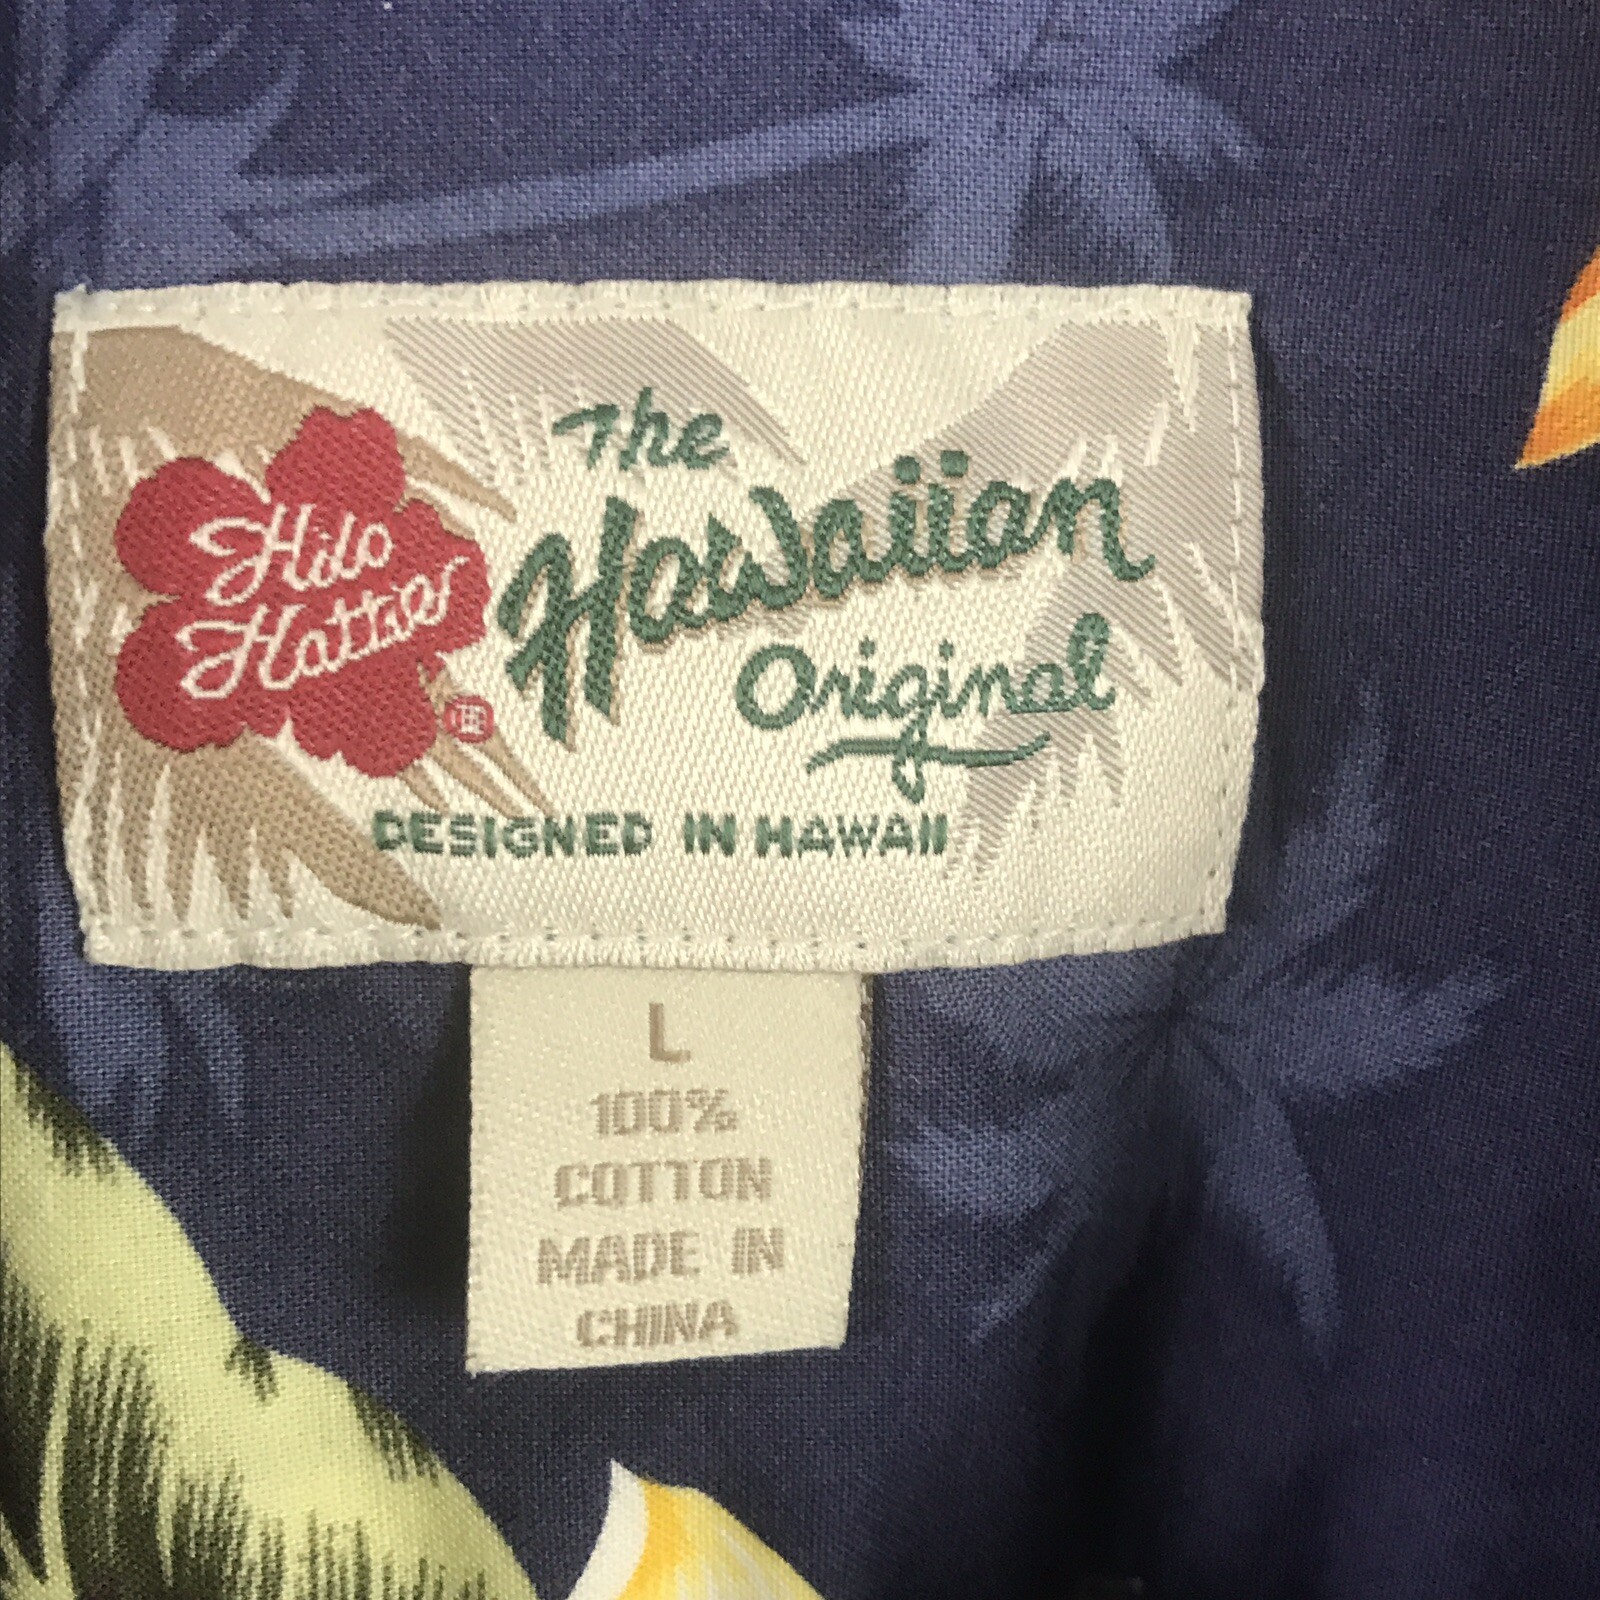 Hilo
Hattie
The
Hawaiian
Original
DESIGNED IN HAWAII
L
100%
COTTON
MADE IN
CHINA